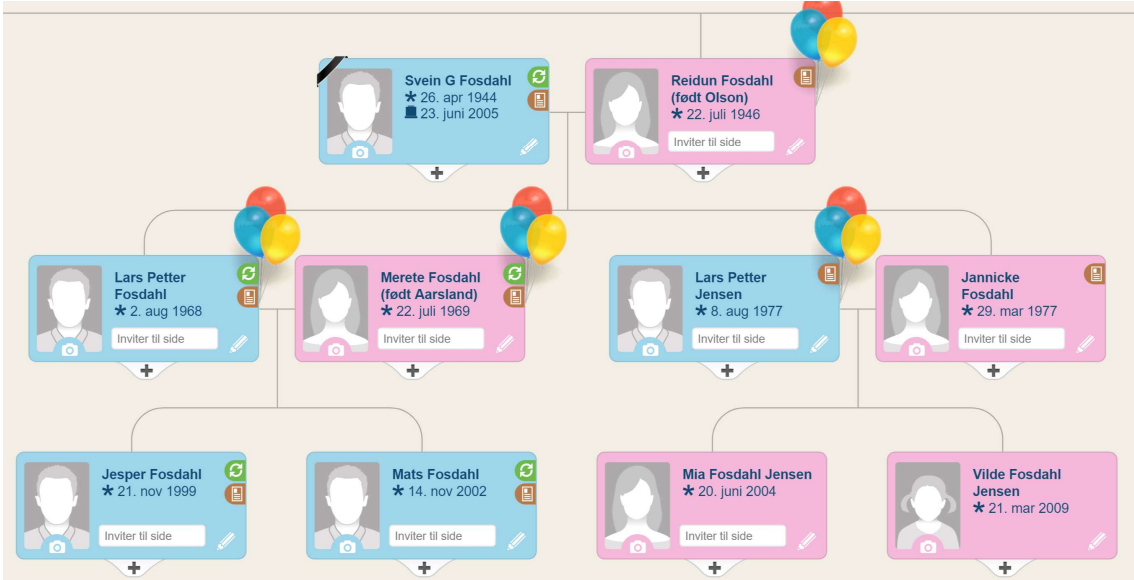 Svein G Fosdahl
* 26. apr 1944
23. juni 2005
Reidun Fosdahl
(født Olson)
* 22. juli 1946
Inviter til side
Lars Petter
Fosdahl
* 2. aug 1968
Inviter til side
Merete Fosdahl
(født Aarsland)
* 22. juli 1969
Inviter til side
Lars Petter
Jensen
* 8. aug 1977
Inviter til side
Jannicke
Fosdahl
* 29. mar 1977
Inviter til side
Jesper Fosdahl
* 21. nov 1999
Inviter til side
Mats Fosdahl
* 14. nov 2002
Inviter til side
Mia Fosdahl Jensen
* 20. juni 2004
Inviter til side
Vilde Fosdahl
Jensen
* 21. mar 2009